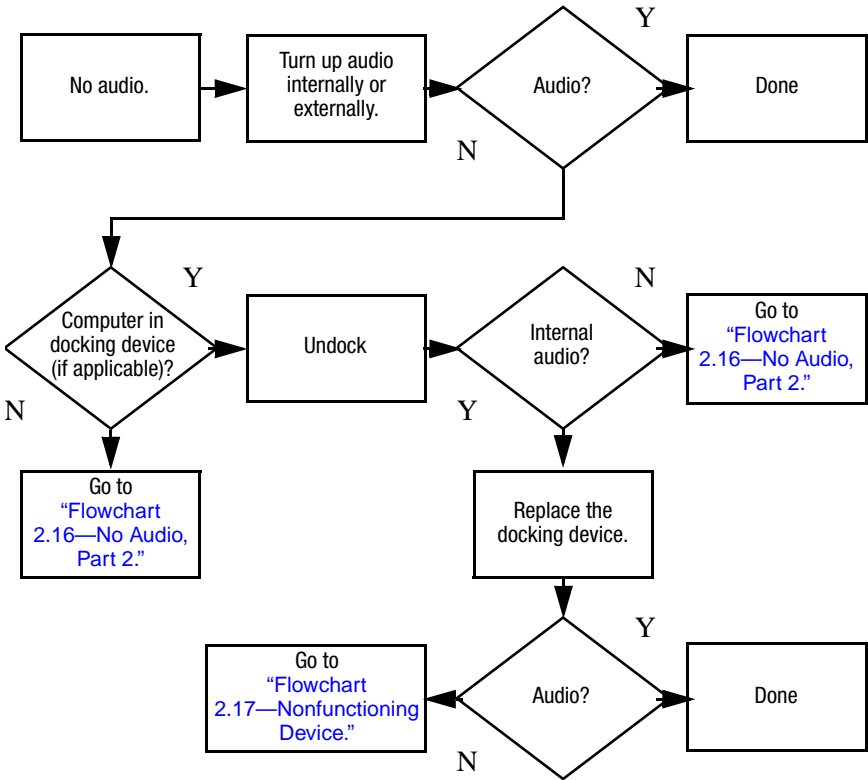 Y
No audio.
Turn up audio
internally or
externally.
Audio?
Done
N
Y
N
Computer in
docking device
(if applicable)?
Undock
Internal
audio?
Go to
“Flowchart
2.16—No Audio,
Part 2.”
N
Y
Go to
“Flowchart
2.16—No Audio,
Part 2.”
Replace the
docking device.
Y
Go to
“Flowchart
2.17—Nonfunctioning
Device.”
Audio?
Done
N